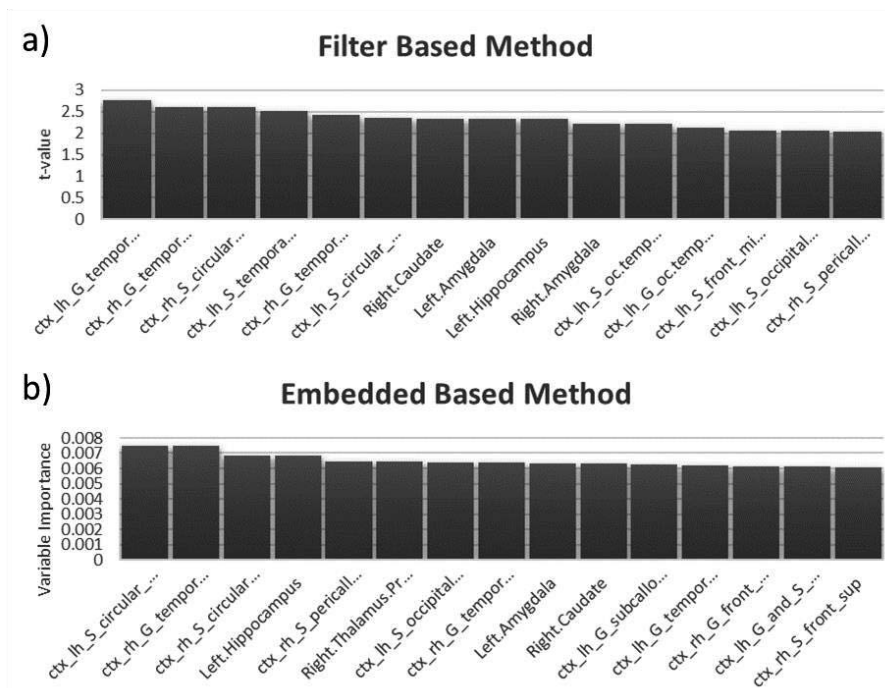 a)
Filter Based Method
3
2.5
2
1.5
1
0.5
0
t-value
ctx_lh_G_tempor...
ctx_rh_G_tempor...
ctx_rh_S_circular...
ctx_lh_S_tempora...
ctx_rh_G_tempor...
ctx_lh_S_circular_...
Right.Caudate
Left.Amygdala
Left.Hippocampus
Right.Amygdala
ctx_lh_S_oc.temp...
ctx_lh_G_oc.temp...
ctx_lh_S_front_mi...
ctx_lh_S_occipital...
ctx_rh_S_pericall...
b)
Embedded Based Method
0.008
0.007
0.006
0.005
0.004
0.003
0.002
0.001
0
Variable Importance
ctx_lh_S_circular_...
ctx_rh_G_tempor...
ctx_rh_S_circular...
Left.Hippocampus
ctx_rh_S_pericall...
Right.Thalamus.Pr...
ctx_lh_S_occipital...
ctx_rh_G_tempor...
Left.Amygdala
Right.Caudate
ctx_lh_G_subcallo...
ctx_lh_G_tempor...
ctx_rh_G_front_...
ctx_lh_G_and_S_...
ctx_rh_S_front_sup